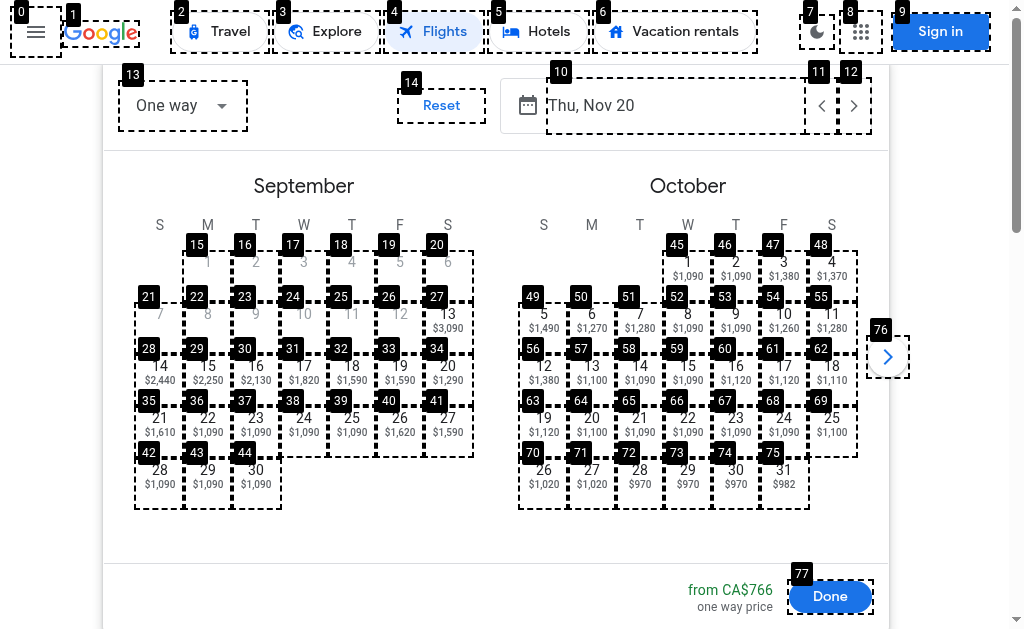 0 1 2 3 4 5 6 7 8 9
Google Travel Explore Flights Hotels Vacation rentals Sign in
13 14 10 11 12
One way Reset Thu, Nov 20
September
S M T W T F S
15 16 17 18 19 20
1 2 3 4 5 6
21 22 23 24 25 26 27
7 8 9 10 11 12 13
$3,090
28 29 30 31 32 33 34
14 15 16 17 18 19 20
$2,440 $2,250 $2,130 $1,820 $1,590 $1,590 $1,290
35 36 37 38 39 40 41
21 22 23 24 25 26 27
$1,610 $1,090 $1,090 $1,090 $1,090 $1,620 $1,590
42 43 44
28 29 30
$1,090 $1,090 $1,090
October
S M T W T F S
45 46 47 48
1 2 3 4
$1,090 $1,090 $1,380 $1,370
49 50 51 52 53 54 55
5 6 7 8 9 10 11
$1,490 $1,270 $1,280 $1,090 $1,090 $1,260 $1,280
56 57 58 59 60 61 62
12 13 14 15 16 17 18
$1,380 $1,100 $1,090 $1,090 $1,120 $1,120 $1,110
63 64 65 66 67 68 69
19 20 21 22 23 24 25
$1,120 $1,100 $1,090 $1,090 $1,090 $1,090 $1,100
70 71 72 73 74 75
26 27 28 29 30 31
$1,020 $1,020 $970 $970 $970 $982
76
77
from CA$766
one way price
Done